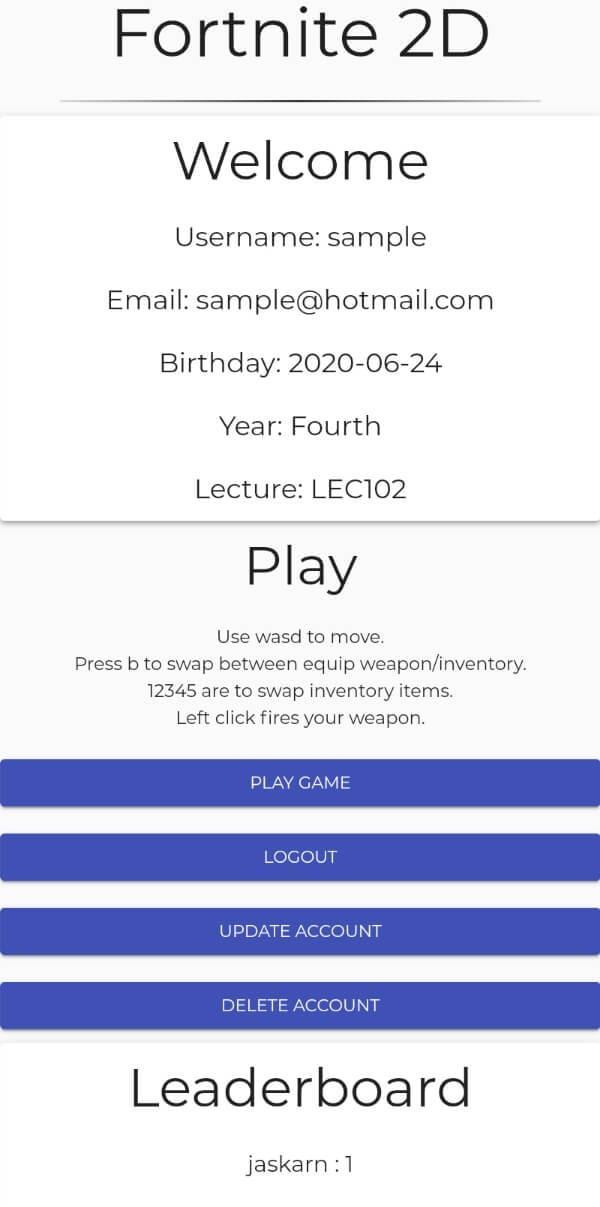 Fortnite 2D
Welcome
Username: sample
Email: sample@hotmail.com
Birthday: 2020-06-24
Year: Fourth
Lecture: LEC102
Play
Use wasd to move.
Press b to swap between equip weapon/inventory.
12345 are to swap inventory items.
Left click fires your weapon.
PLAY GAME
LOGOUT
UPDATE ACCOUNT
DELETE ACCOUNT
Leaderboard
jaskarn : 1